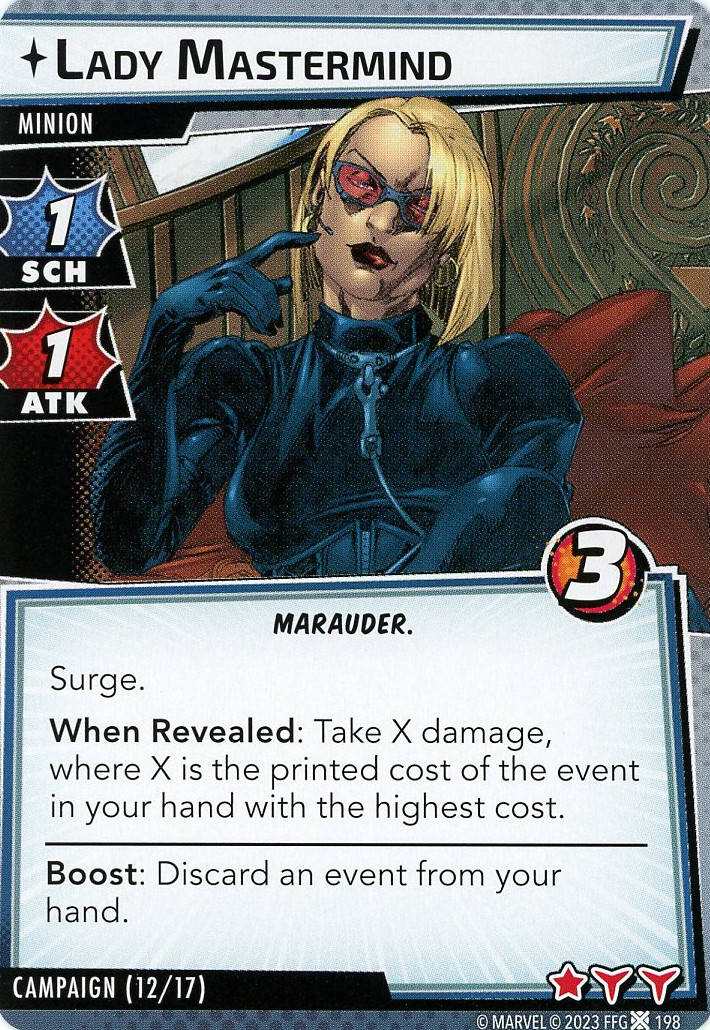 LADY MASTERMIND
MINION
1
SCH
1
ATK
3
MARAUDER.
Surge.
When Revealed: Take X damage,
where X is the printed cost of the event
in your hand with the highest cost.
Boost: Discard an event from your
hand.
CAMPAIGN (12/17)
© MARVEL © 2023 FFG 198